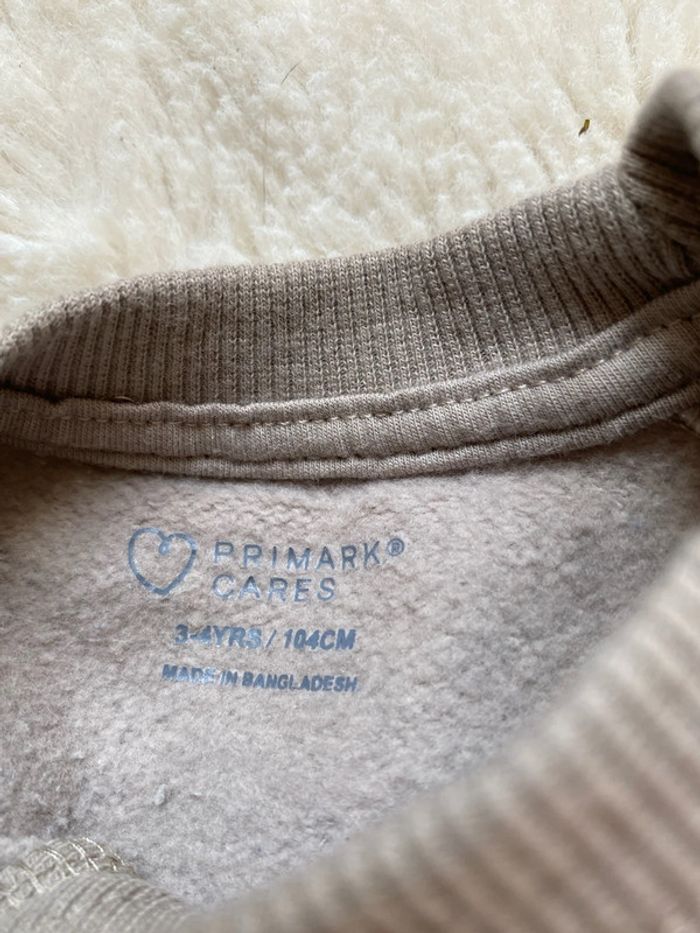 PRIMARK®
CARES
3-4YRS / 104CM
MADE IN BANGLADESH